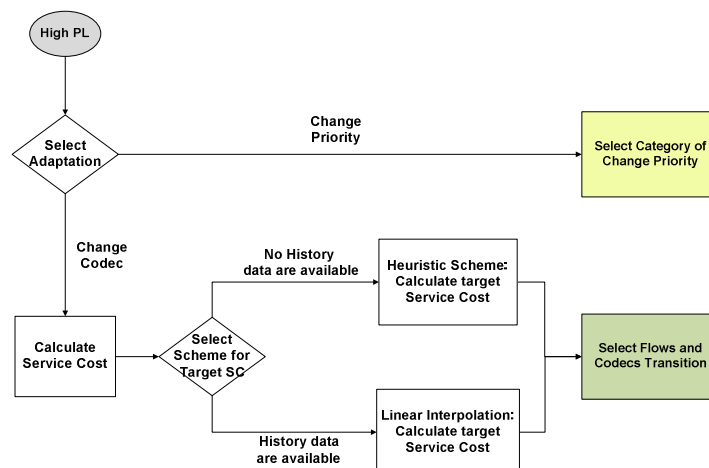 High PL
Select
Adaptation
Change
Priority
Select Category of
Change Priority
Change
Codec
Calculate
Service Cost
Select
Scheme for
Target SC
No History
data are available
Heuristic Scheme:
Calculate target
Service Cost
History data
are available
Linear Interpolation:
Calculate target
Service Cost
Select Flows and
Codecs Transition